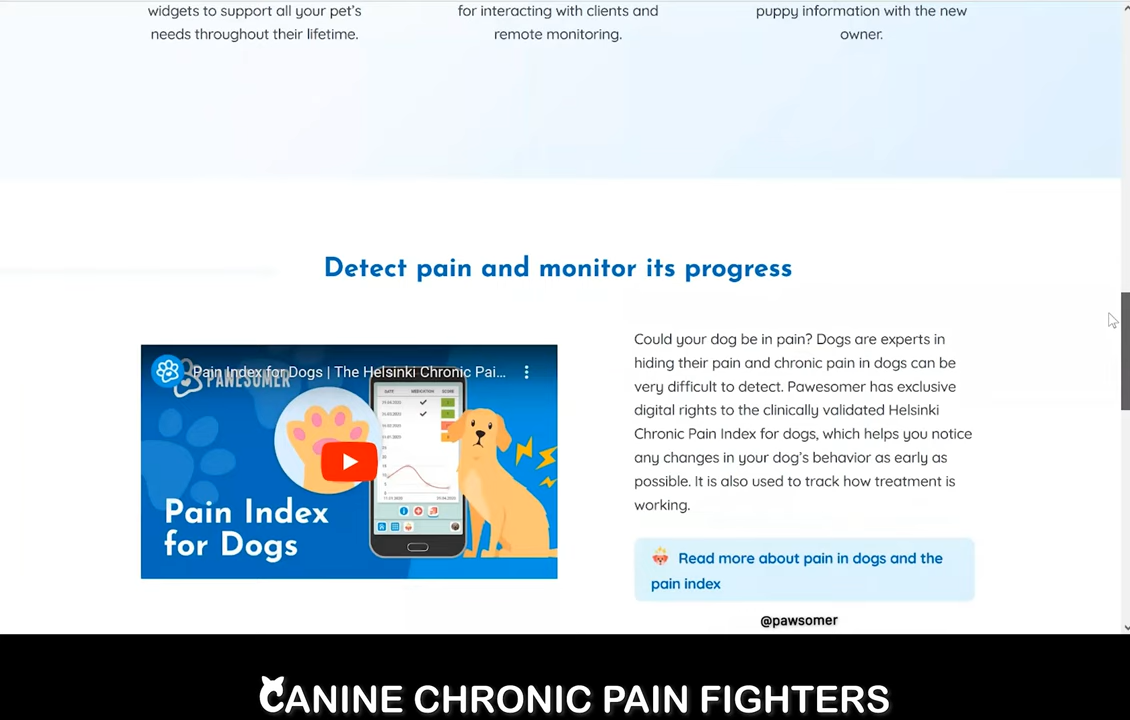 widgets to support all your pet's
needs throughout their lifetime.
for interacting with clients and
remote monitoring.
puppy information with the new
owner.
Detect pain and monitor its progress
Pain Index for Dogs | The Helsinki Chronic Pai...
PAWESOMER
DATE MEDICATION SCORE
Pain Index
for Dogs
Could your dog be in pain? Dogs are experts in
hiding their pain and chronic pain in dogs can be
very difficult to detect. Pawesomer has exclusive
digital rights to the clinically validated Helsinki
Chronic Pain Index for dogs, which helps you notice
any changes in your dog's behavior as early as
possible. It is also used to track how treatment is
working.
Read more about pain in dogs and the
pain index
@pawsomer
CANINE CHRONIC PAIN FIGHTERS